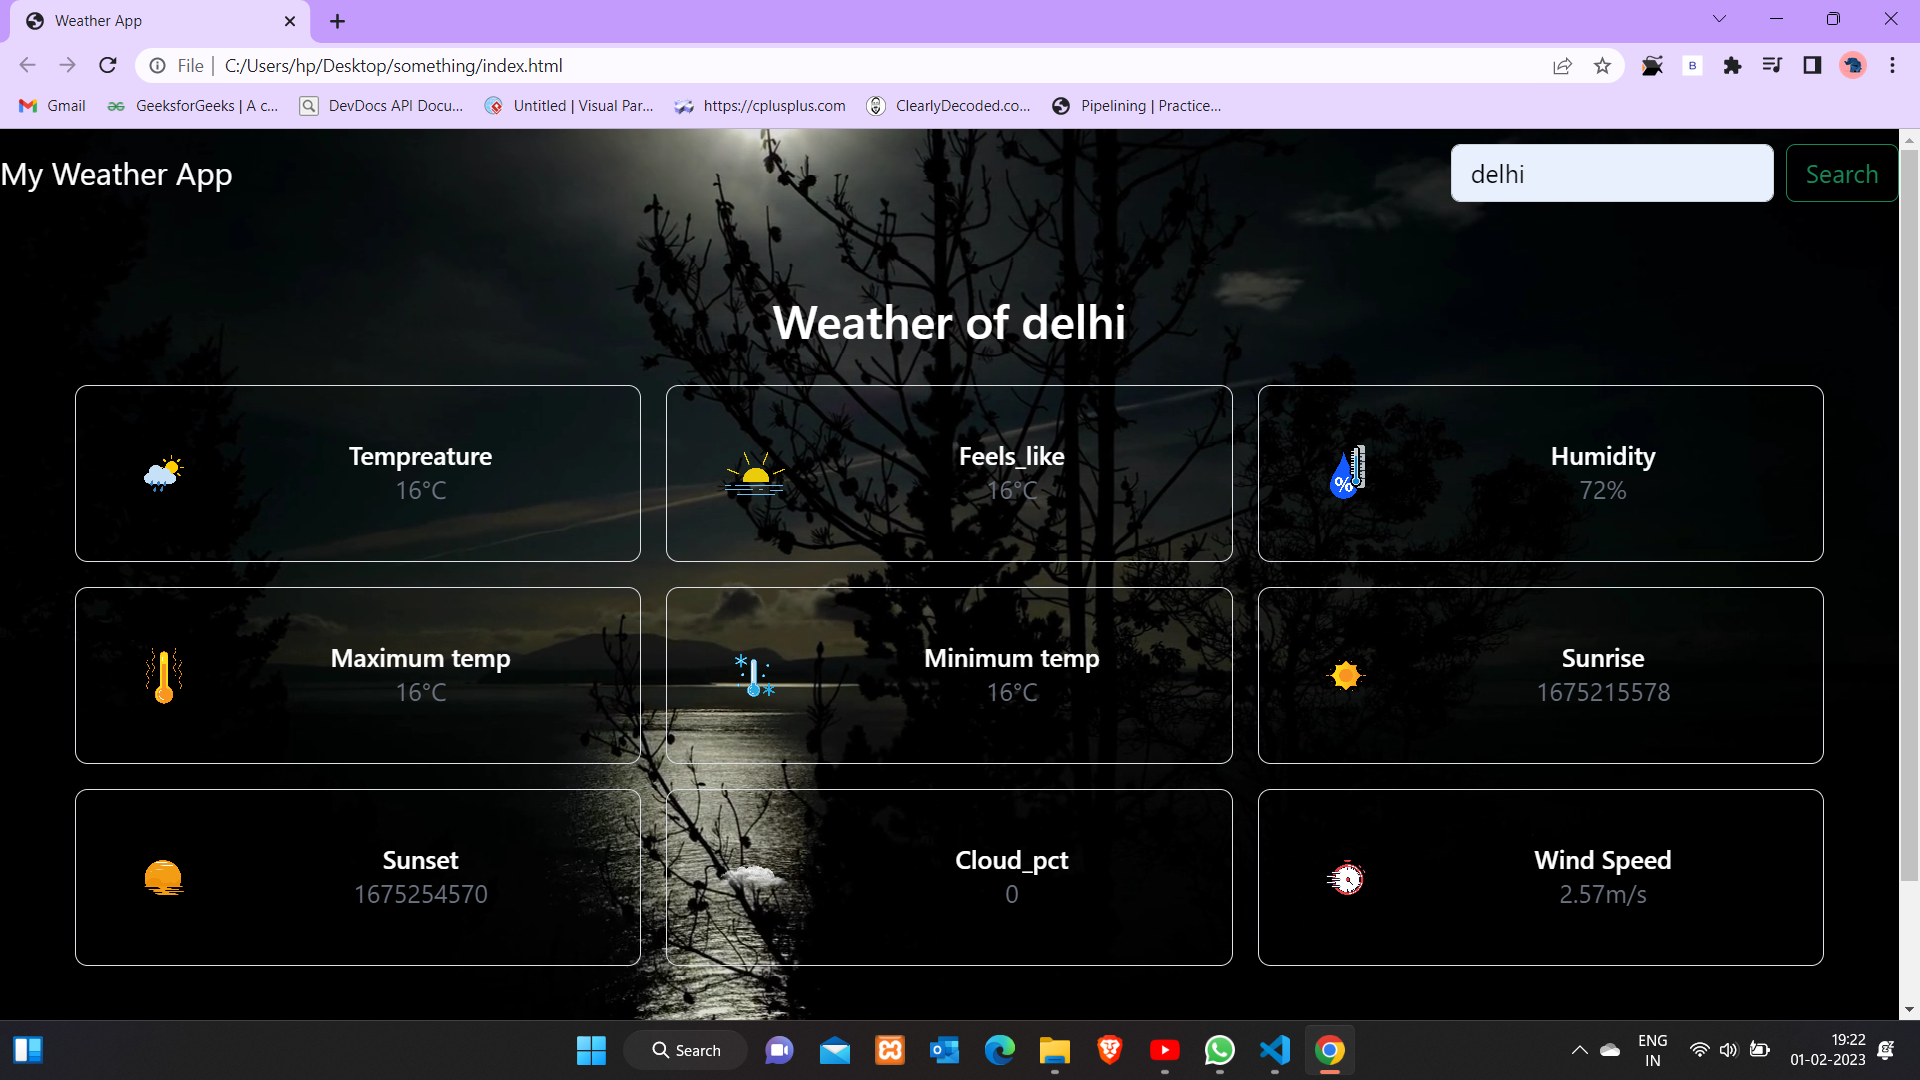 Weather App
File | C:/Users/hp/Desktop/something/index.html
B
Gmail
GeeksforGeeks | A c...
DevDocs API Docu...
Untitled | Visual Par...
https://cplusplus.com
ClearlyDecoded.co...
Pipelining | Practice...
My Weather App
delhi
Search
Weather of delhi
Tempreature
16°C
Feels_like
16°C
%
Humidity
72%
Maximum temp
16°C
Minimum temp
16°C
Sunrise
1675215578
Sunset
1675254570
Cloud_pct
0
Wind Speed
2.57m/s
Search
ENG
IN
19:22
01-02-2023